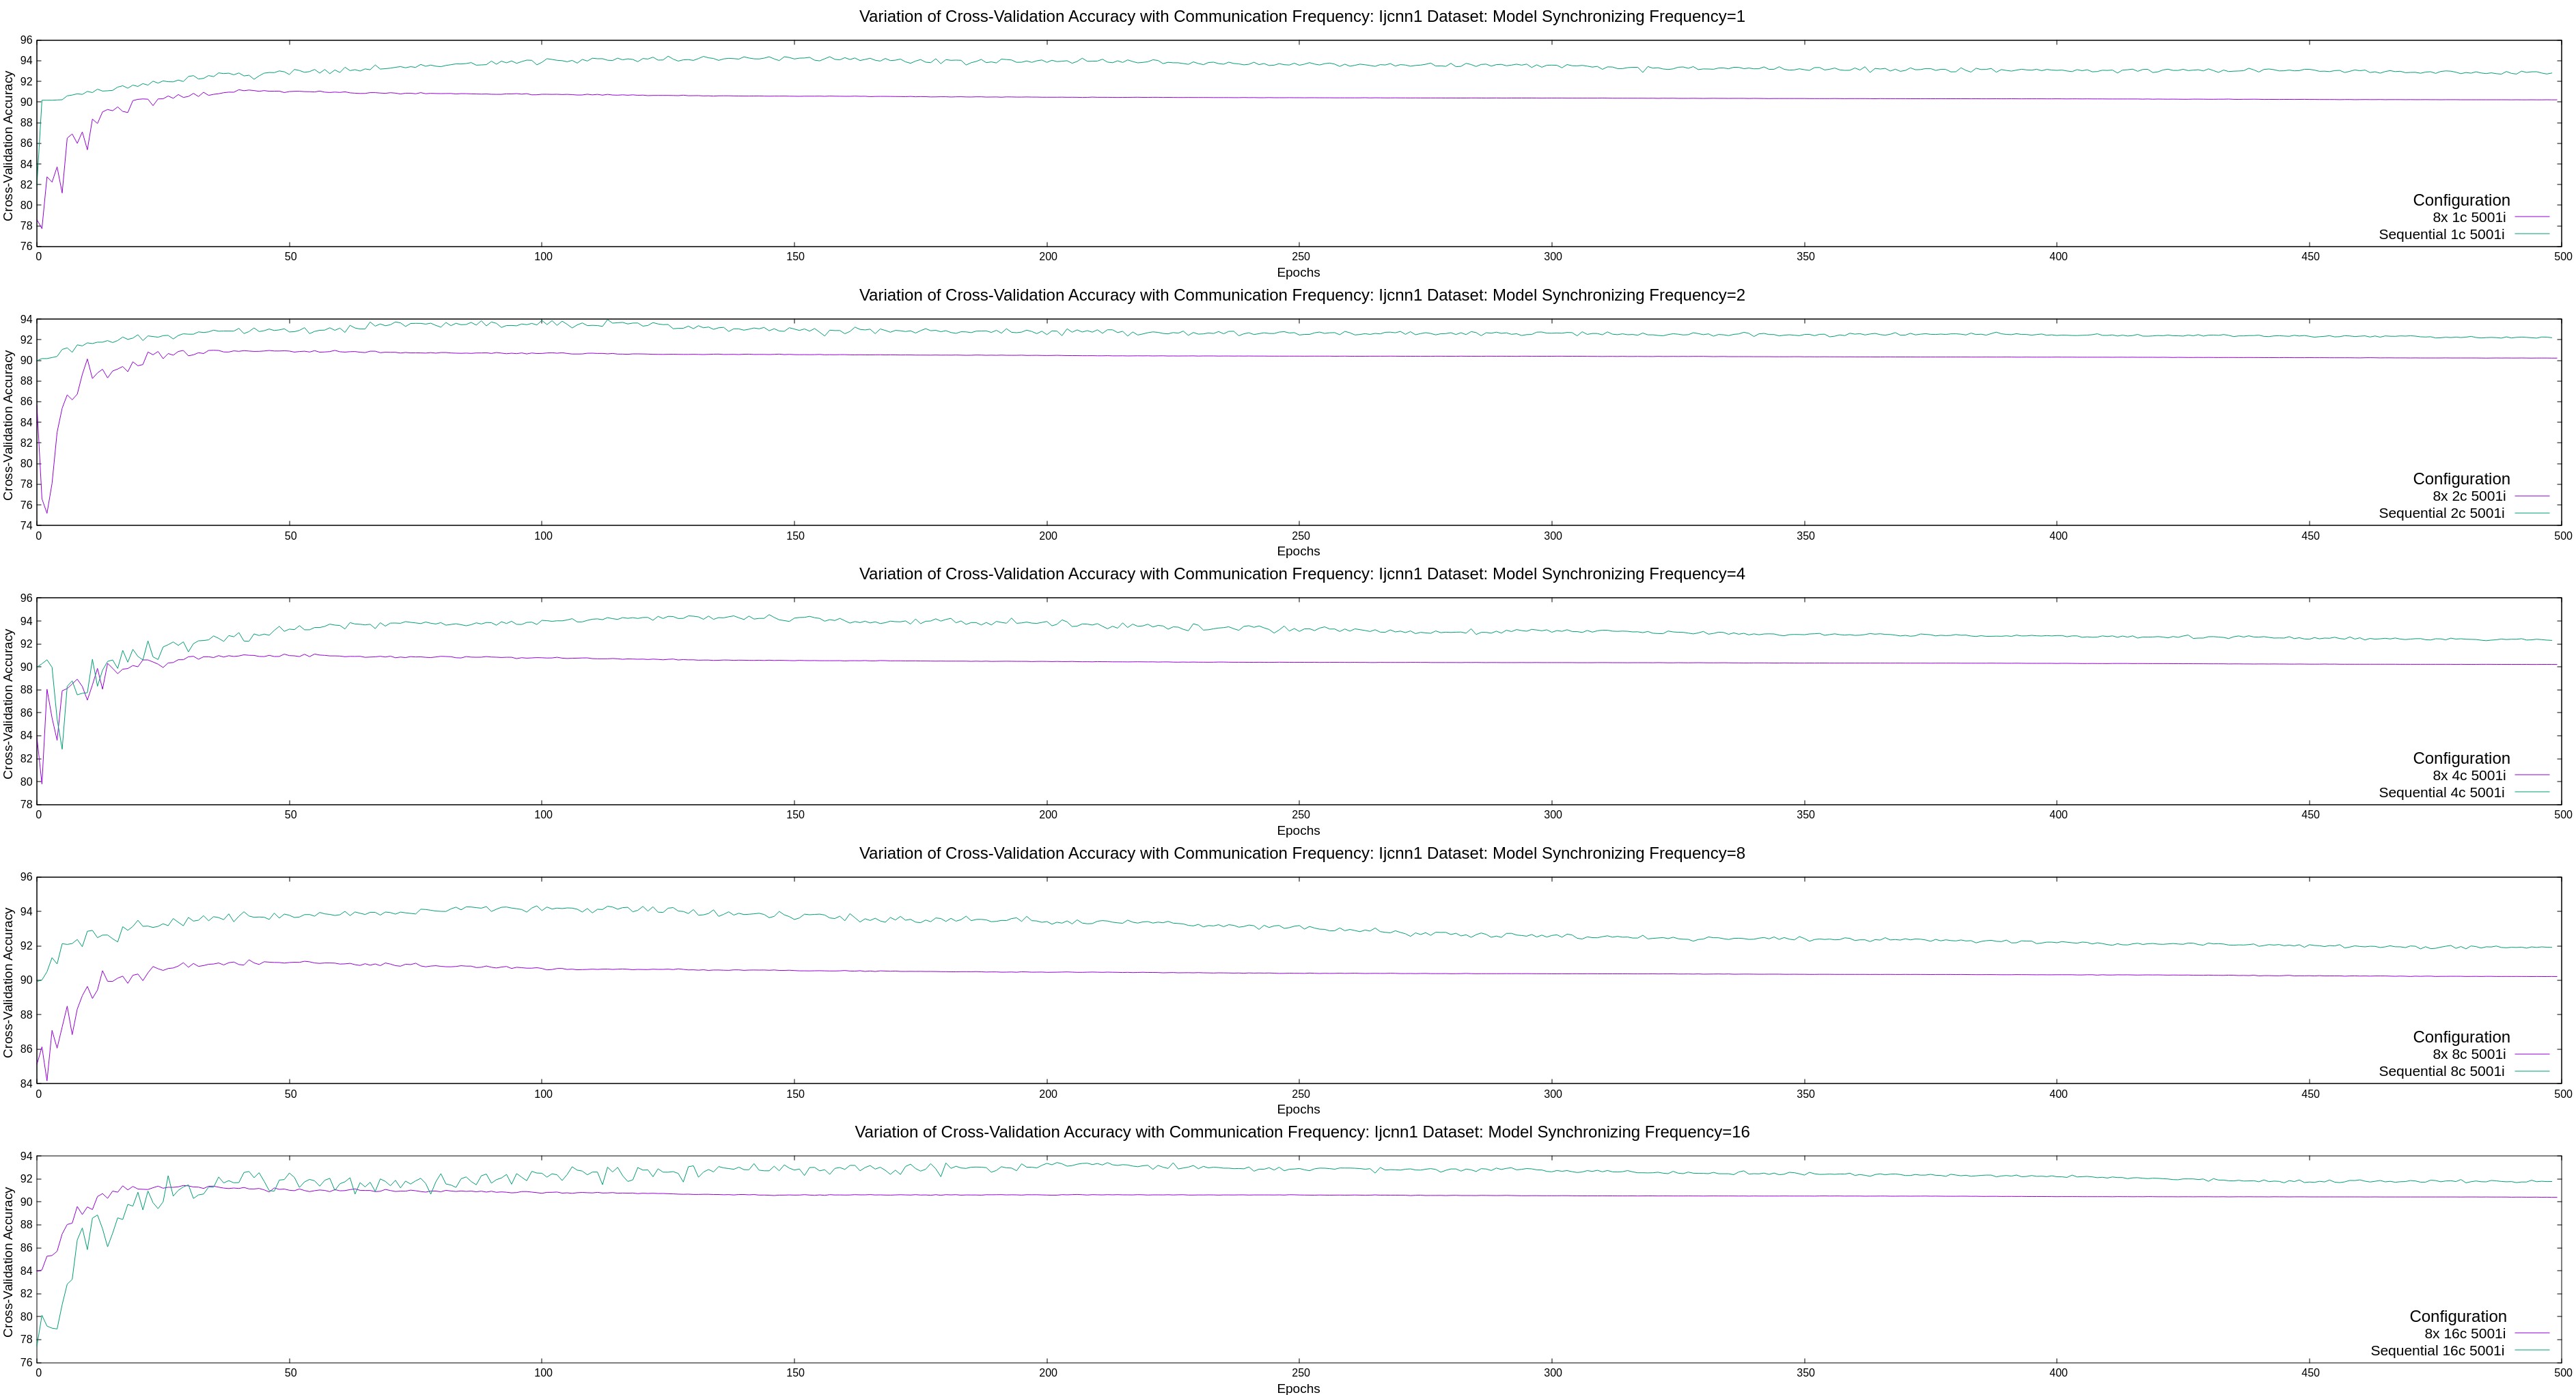 Variation of Cross-Validation Accuracy with Communication Frequency: Ijcnn1 Dataset: Model Synchronizing Frequency=1
96
94
92
90
88
86
84
82
80
78
76
Cross-Validation Accuracy
Configuration
8x 1c 5001i
Sequential 1c 5001i
0 50 100 150 200 250 300 350 400 450 500
Epochs
Variation of Cross-Validation Accuracy with Communication Frequency: Ijcnn1 Dataset: Model Synchronizing Frequency=2
94
92
90
88
86
84
82
80
78
76
74
Cross-Validation Accuracy
Configuration
8x 2c 5001i
Sequential 2c 5001i
0 50 100 150 200 250 300 350 400 450 500
Epochs
Variation of Cross-Validation Accuracy with Communication Frequency: Ijcnn1 Dataset: Model Synchronizing Frequency=4
96
94
92
90
88
86
84
82
80
78
Cross-Validation Accuracy
Configuration
8x 4c 5001i
Sequential 4c 5001i
0 50 100 150 200 250 300 350 400 450 500
Epochs
Variation of Cross-Validation Accuracy with Communication Frequency: Ijcnn1 Dataset: Model Synchronizing Frequency=8
96
94
92
90
88
86
84
Cross-Validation Accuracy
Configuration
8x 8c 5001i
Sequential 8c 5001i
0 50 100 150 200 250 300 350 400 450 500
Epochs
Variation of Cross-Validation Accuracy with Communication Frequency: Ijcnn1 Dataset: Model Synchronizing Frequency=16
94
92
90
88
86
84
82
80
78
76
Cross-Validation Accuracy
Configuration
8x 16c 5001i
Sequential 16c 5001i
0 50 100 150 200 250 300 350 400 450 500
Epochs